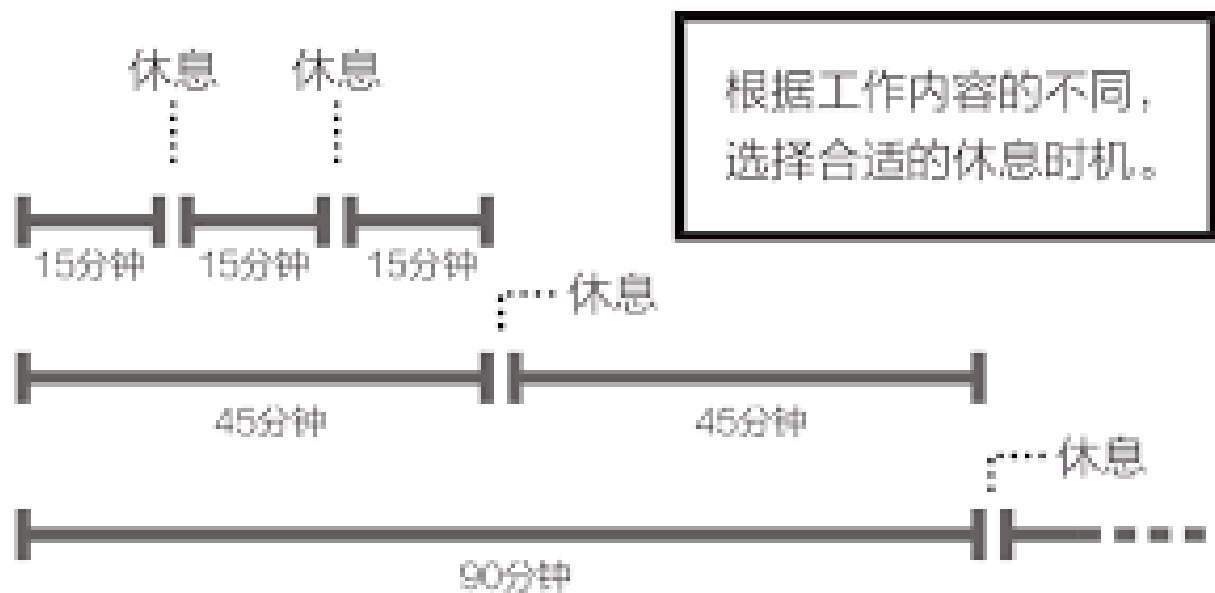 休息 休息
根据工作内容的不同，
选择合适的休息时机。
15分钟 15分钟 15分钟
休息
45分钟 45分钟
休息
90分钟